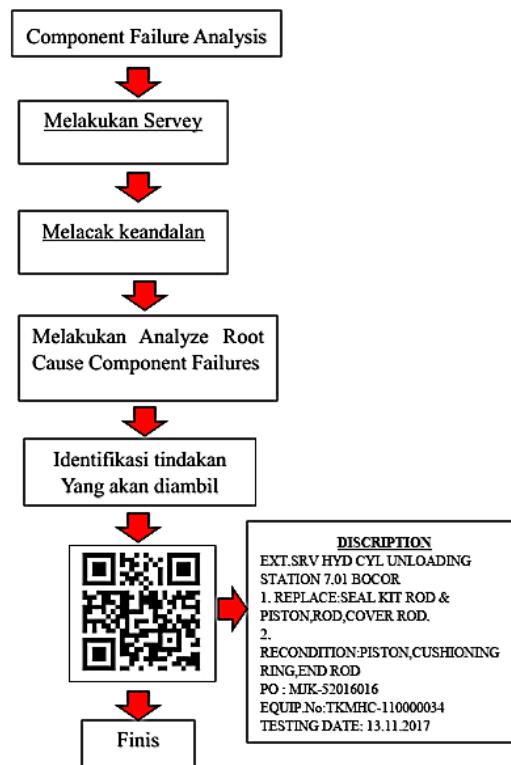 Component Failure Analysis
Melakukan Servey
Melacak keandalan
Melakukan Analyze Root
Cause Component Failures
Identifikasi tindakan
Yang akan diambil
DISCRIPTION
EXT.SRV HYD CYL UNLOADING
STATION 7.01 BOCOR
1. REPLACE:SEAL KIT ROD &
PISTON,ROD,COVER ROD.
2.
RECONDITION:PISTON,CUSHIONING
RING,END ROD
PO : MJK-52016016
EQUIP.No:TKMHC-110000034
TESTING DATE: 13.11.2017
Finis